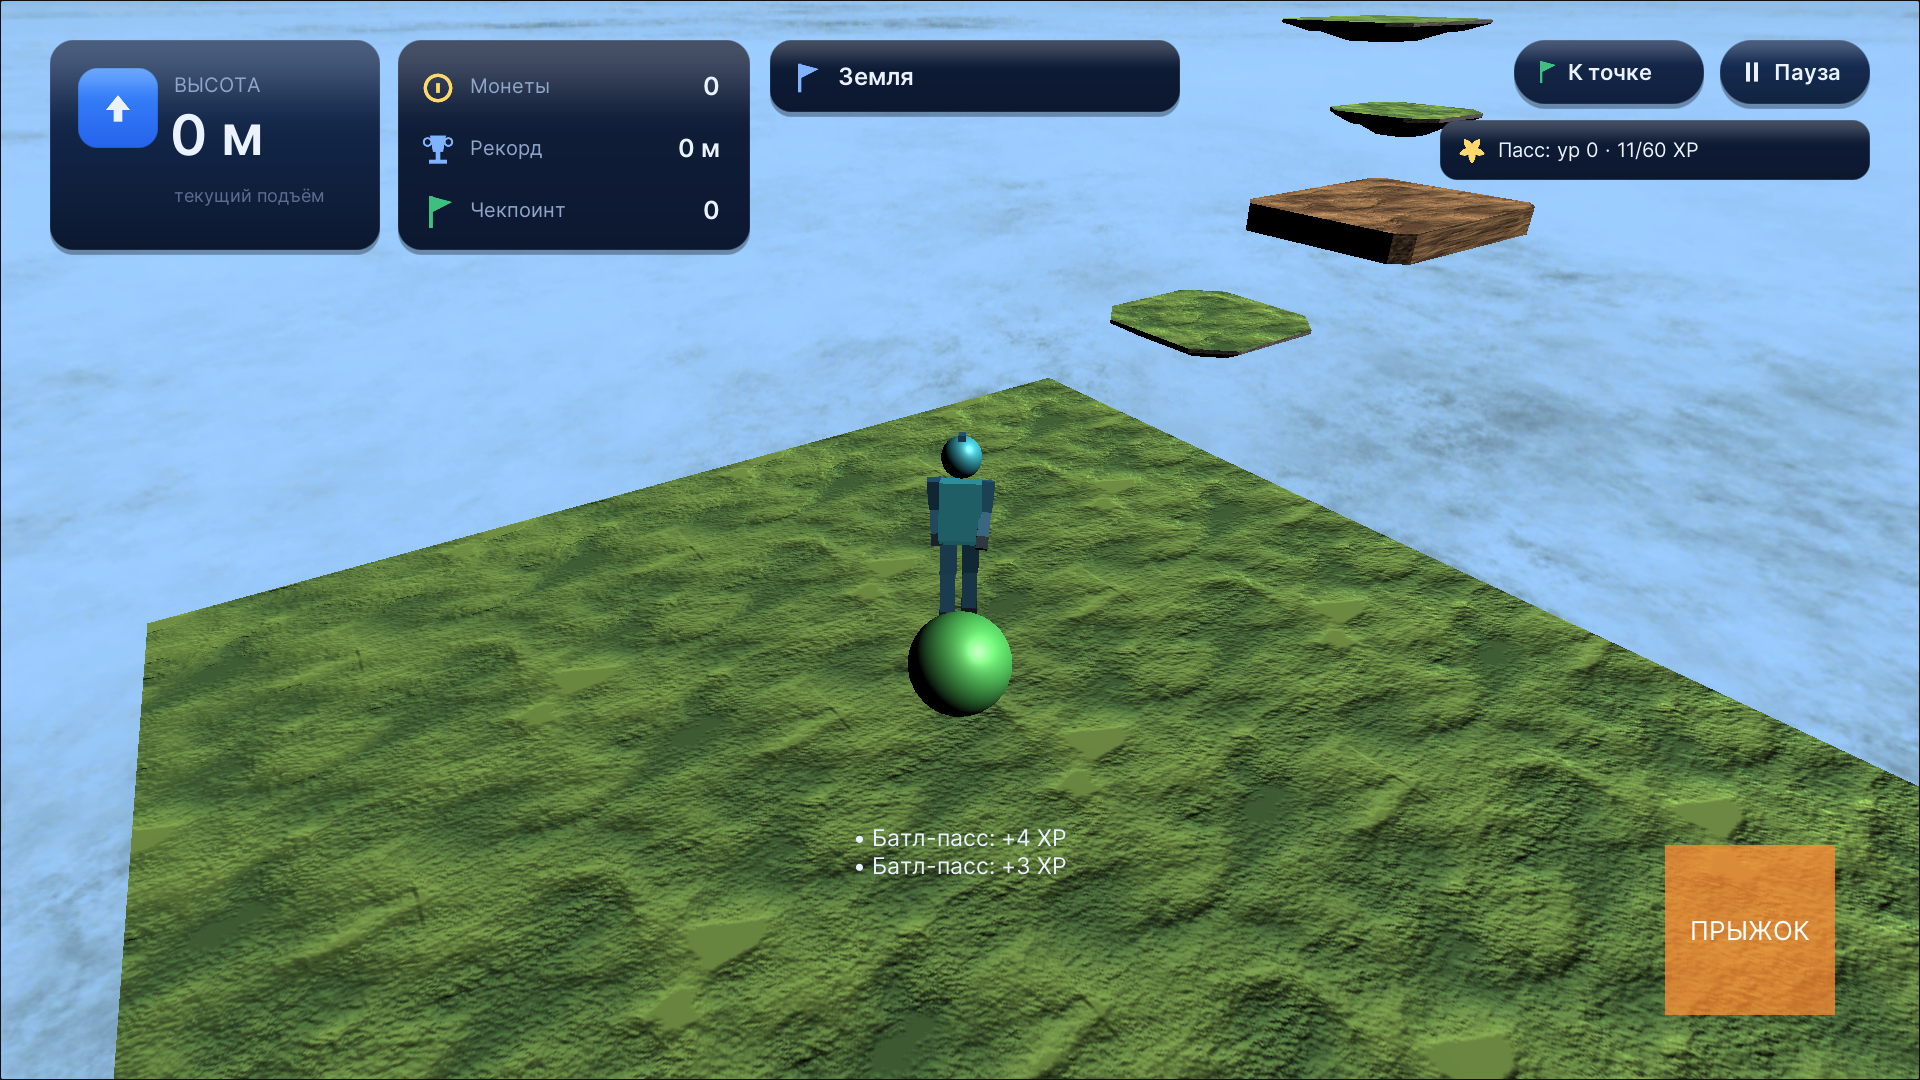 ВЫСОТА
0 м
текущий подъём
Монеты 0
Рекорд 0 м
Чекпоинт 0
Земля
К точке
Пауза
Пасс: ур 0 · 11/60 XP
• Батл-пасс: +4 XP
• Батл-пасс: +3 XP
ПРЫЖОК